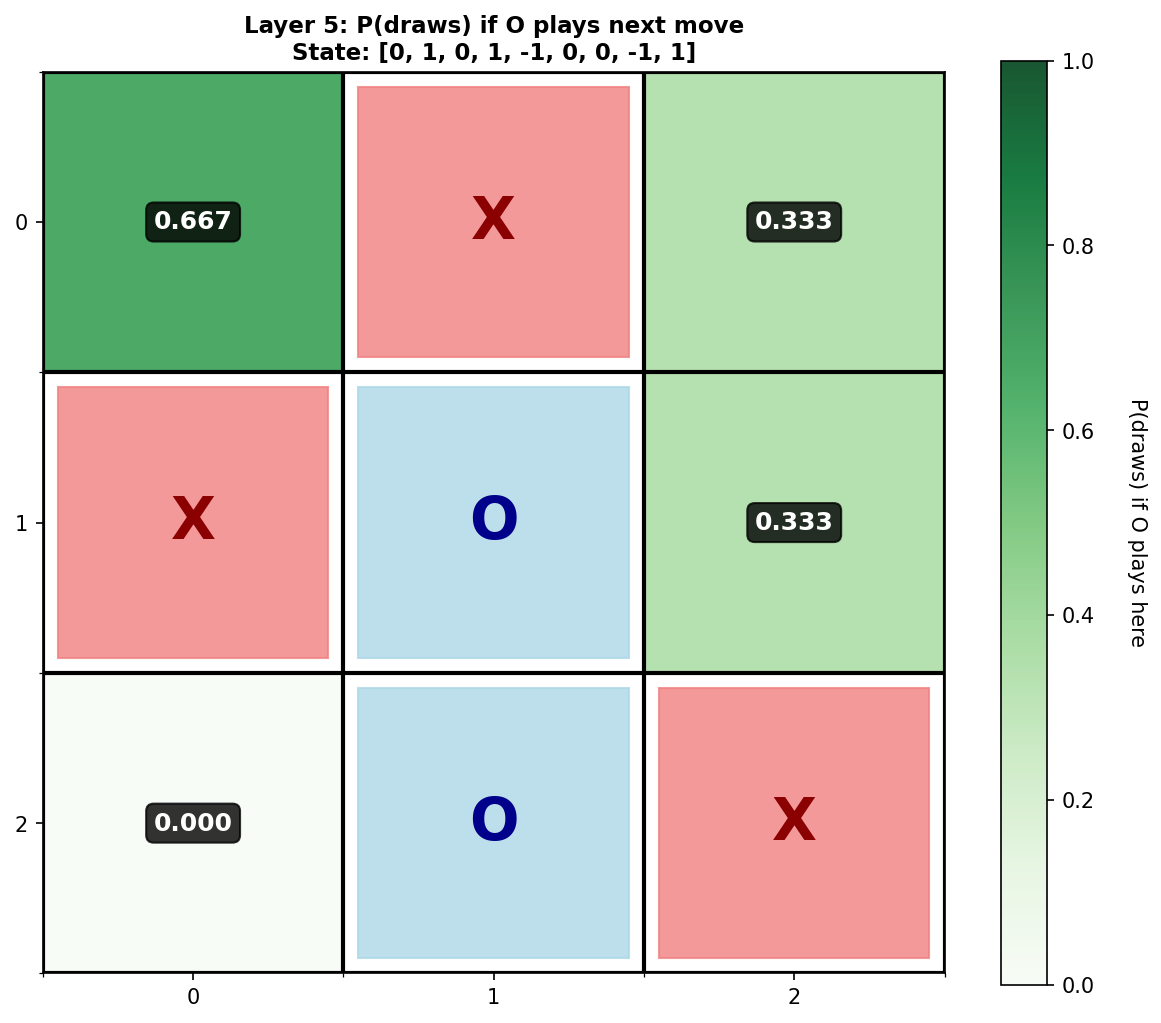 Layer 5: P(draws) if O plays next move
State: [0, 1, 0, 1, -1, 0, 0, -1, 1]
1.0
0.8
0.6
0.4
0.2
0.0
P(draws) if O plays here
0
0.667
X
0.333
1
X
O
0.333
2
0.000
O
X
0
1
2